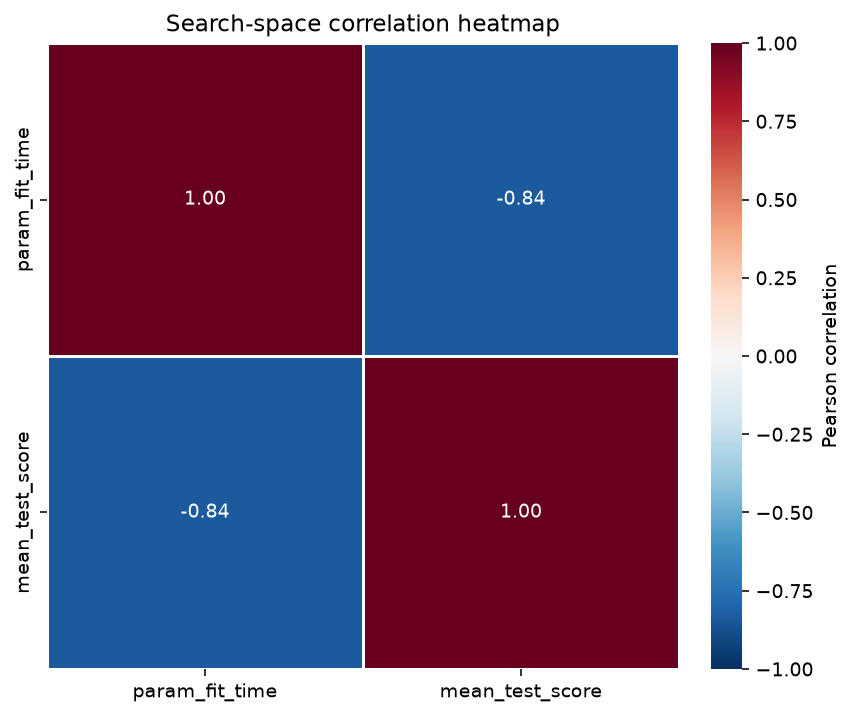 Search-space correlation heatmap
param_fit_time
1.00
-0.84
mean_test_score
-0.84
1.00
param_fit_time
mean_test_score
1.00
0.75
0.50
0.25
0.00
−0.25
−0.50
−0.75
−1.00
Pearson correlation